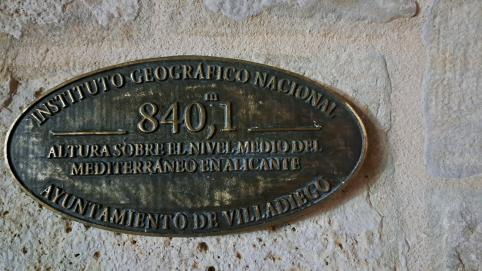 INSTITUTO GEOGRÁFICO NACIONAL
840,1 m
ALTURA SOBRE EL NIVEL MEDIO DEL
MEDITERRÁNEO EN ALICANTE
AYUNTAMIENTO DE VILLADIEGO